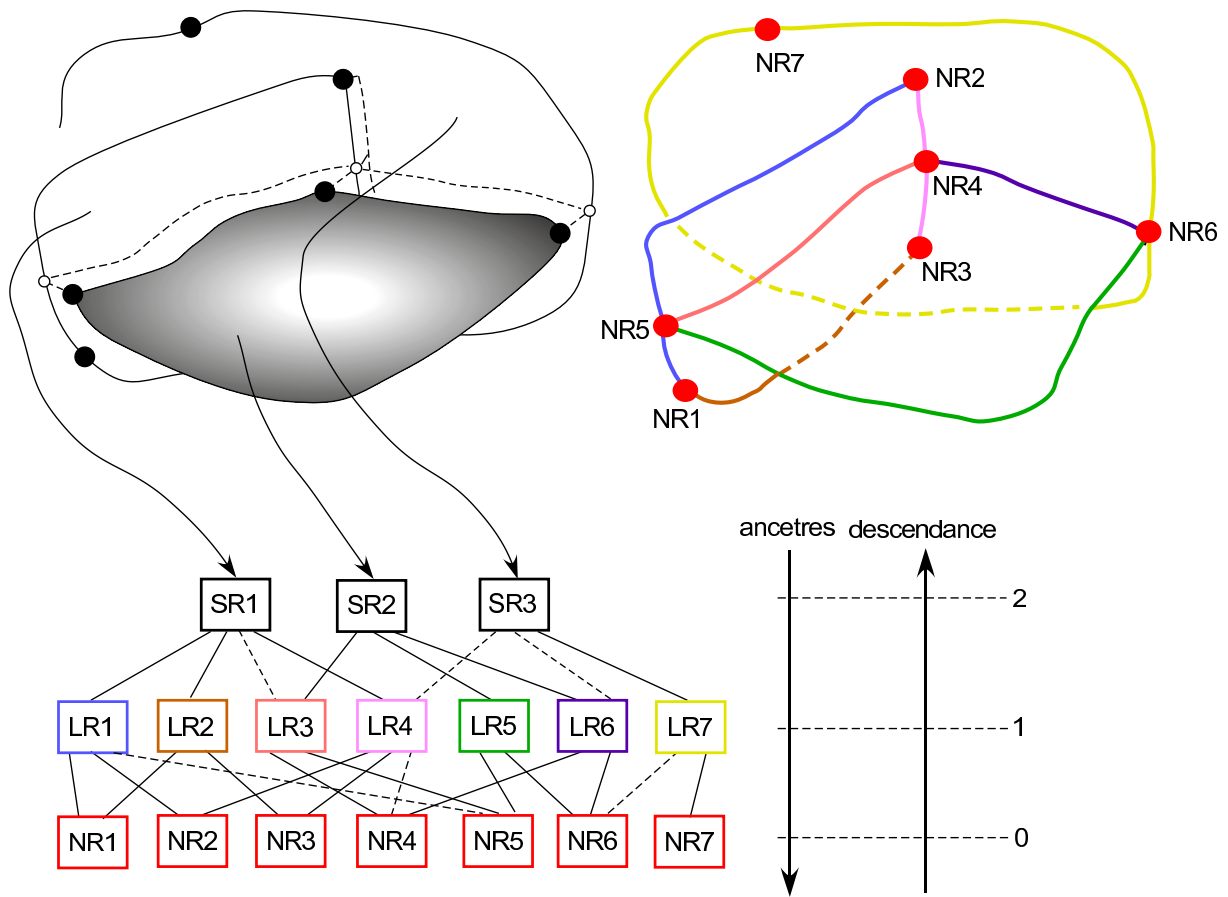 NR7
NR2
NR4
NR6
NR3
NR5
NR1
ancetres descendance
SR1 SR2 SR3
2
LR1 LR2 LR3 LR4 LR5 LR6 LR7
1
NR1 NR2 NR3 NR4 NR5 NR6 NR7
0